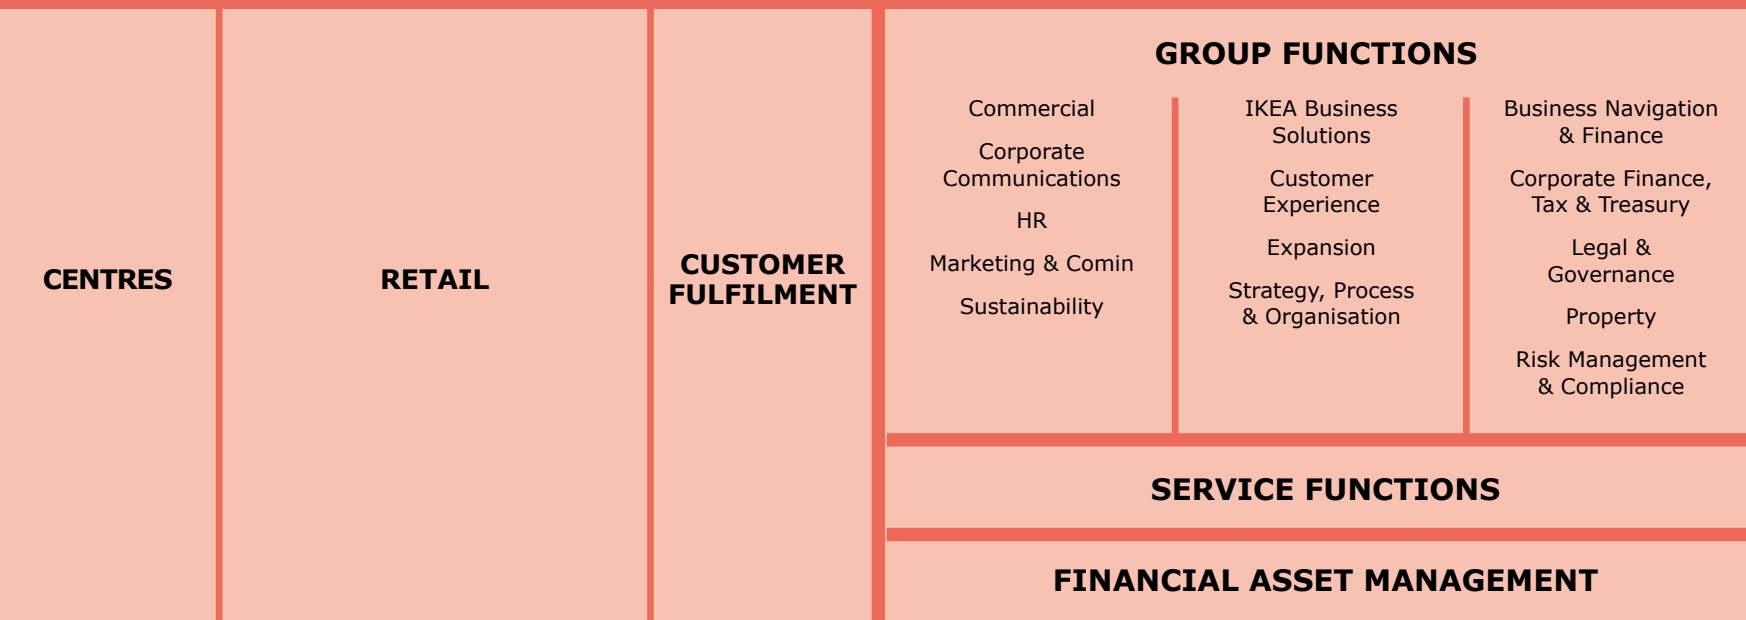 CENTRES
RETAIL
CUSTOMER
FULFILMENT
GROUP FUNCTIONS
Commercial
Corporate
Communications
HR
Marketing & Comin
Sustainability
IKEA Business
Solutions
Customer
Experience
Expansion
Strategy, Process
& Organisation
Business Navigation
& Finance
Corporate Finance,
Tax & Treasury
Legal &
Governance
Property
Risk Management
& Compliance
SERVICE FUNCTIONS
FINANCIAL ASSET MANAGEMENT